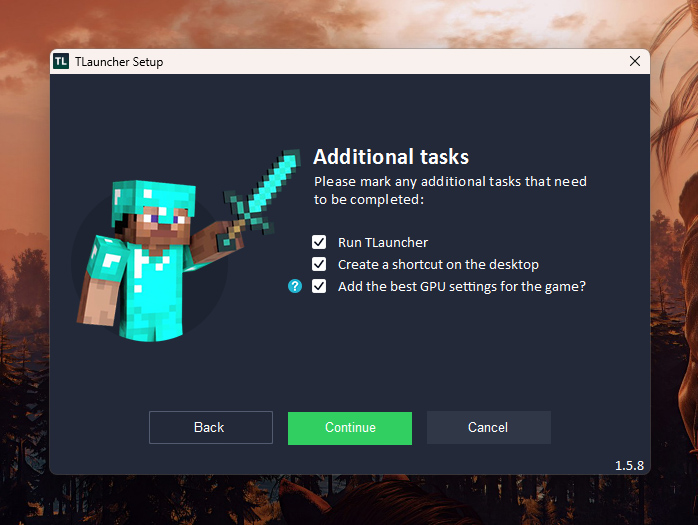 TL TLauncher Setup
Additional tasks
Please mark any additional tasks that need
to be completed:
Run TLauncher
Create a shortcut on the desktop
? Add the best GPU settings for the game?
Back Continue Cancel
1.5.8